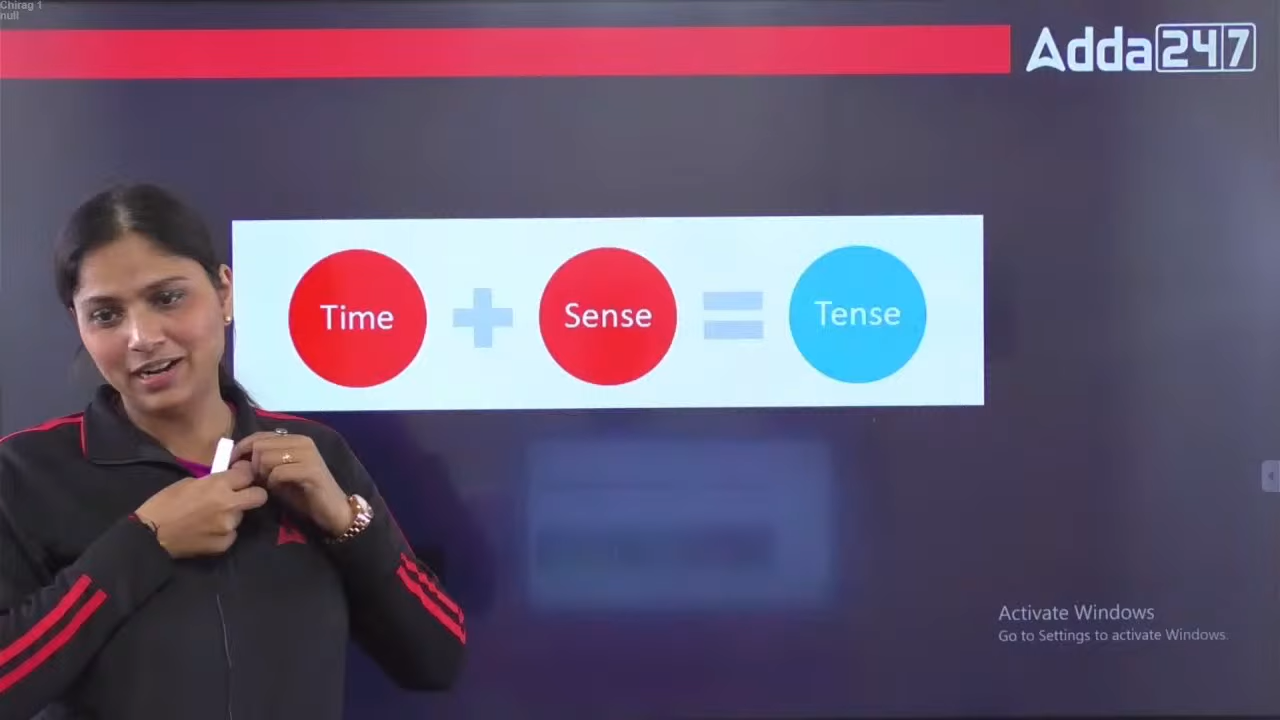 Chirag 1
null
Adda247
Time + Sense = Tense
Activate Windows
Go to Settings to activate Windows.